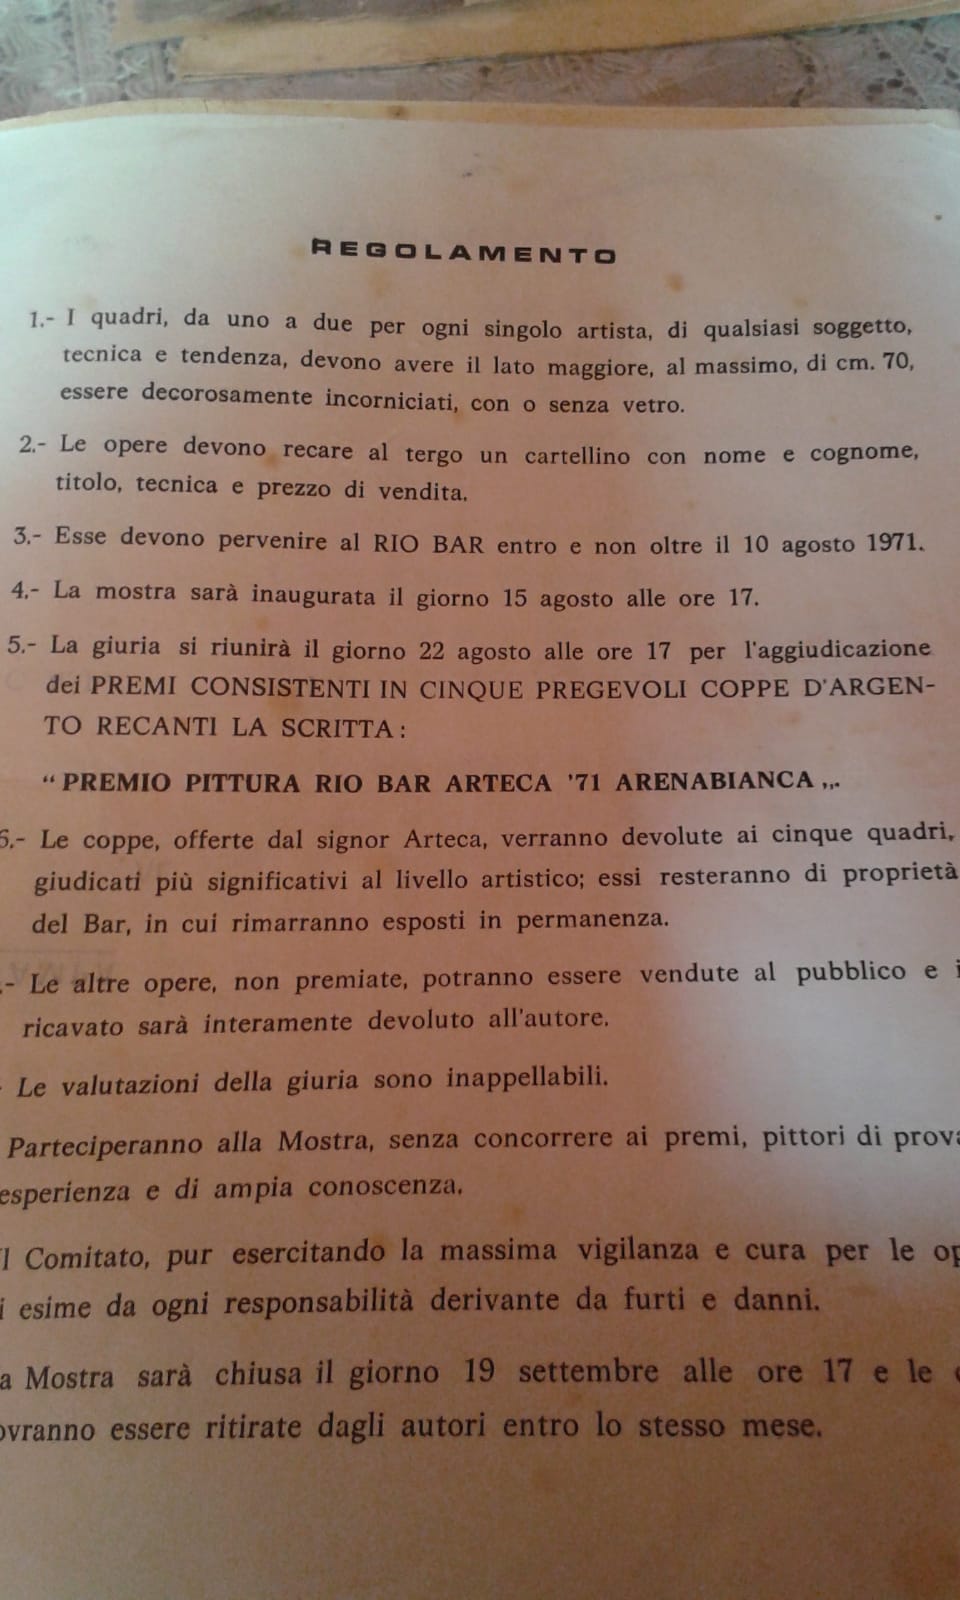 REGOLAMENTO
1.- I quadri, da uno a due per ogni singolo artista, di qualsiasi soggetto,
tecnica e tendenza, devono avere il lato maggiore, al massimo, di cm. 70,
essere decorosamente incorniciati, con o senza vetro.
2.- Le opere devono recare al tergo un cartellino con nome e cognome,
titolo, tecnica e prezzo di vendita.
3.- Esse devono pervenire al RIO BAR entro e non oltre il 10 agosto 1971.
4.- La mostra sarà inaugurata il giorno 15 agosto alle ore 17.
5.- La giuria si riunirà il giorno 22 agosto alle ore 17 per l'aggiudicazione
dei PREMI CONSISTENTI IN CINQUE PREGEVOLI COPPE D'ARGEN-
TO RECANTI LA SCRITTA :
“ PREMIO PITTURA RIO BAR ARTECA '71 ARENABIANCA „.
6.- Le coppe, offerte dal signor Arteca, verranno devolute ai cinque quadri,
giudicati più significativi al livello artistico; essi resteranno di proprietà
del Bar, in cui rimarranno esposti in permanenza.
.- Le altre opere, non premiate, potranno essere vendute al pubblico e i
ricavato sarà interamente devoluto all'autore.
- Le valutazioni della giuria sono inappellabili.
Parteciperanno alla Mostra, senza concorrere ai premi, pittori di prova
esperienza e di ampia conoscenza.
Il Comitato, pur esercitando la massima vigilanza e cura per le op
i esime da ogni responsabilità derivante da furti e danni.
a Mostra sarà chiusa il giorno 19 settembre alle ore 17 e le
ovranno essere ritirate dagli autori entro lo stesso mese.